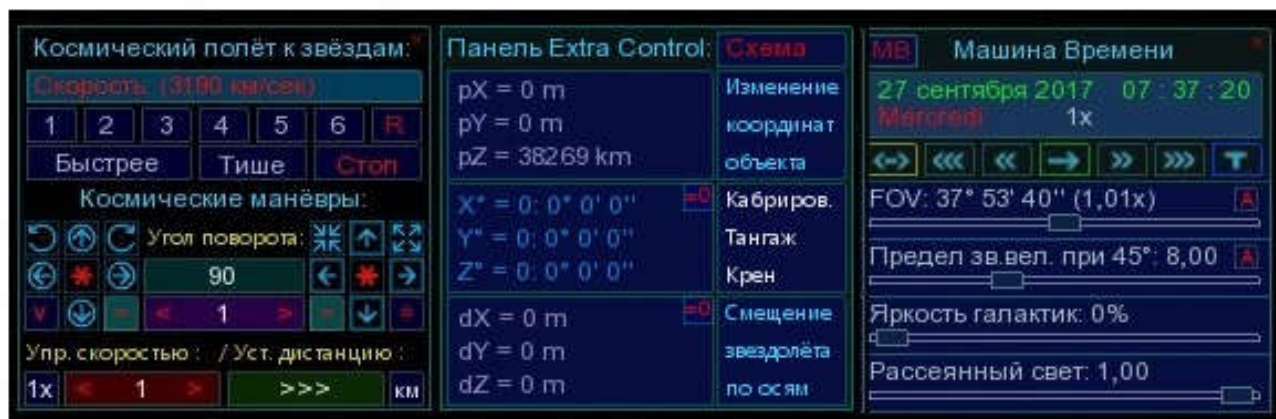 Космический полёт к звёздам:
Скорость: (3190 км/сек)
1 2 3 4 5 6 R
Быстрее Тише Стоп
Космические манёвры:
Угол поворота:
90
v = < 1 > = =
Упр. скоростью : / Уст. дистанцию :
1x < 1 > >>> км
Панель Extra Control: Схема
pX = 0 m
pY = 0 m
pZ = 38269 km
Изменение
координат
объекта
X° = 0: 0° 0' 0'' =0
Y° = 0: 0° 0' 0''
Z° = 0: 0° 0' 0''
Кабриров.
Тангаж
Крен
dX = 0 m =0
dY = 0 m
dZ = 0 m
Смещение
звездолёта
по осям
МВ Машина Времени
27 сентября 2017 07 : 37 : 20
Mercredi 1x
FOV: 37° 53' 40'' (1,01x) A
Предел зв.вел. при 45°: 8,00 A
Яркость галактик: 0%
Рассеянный свет: 1,00